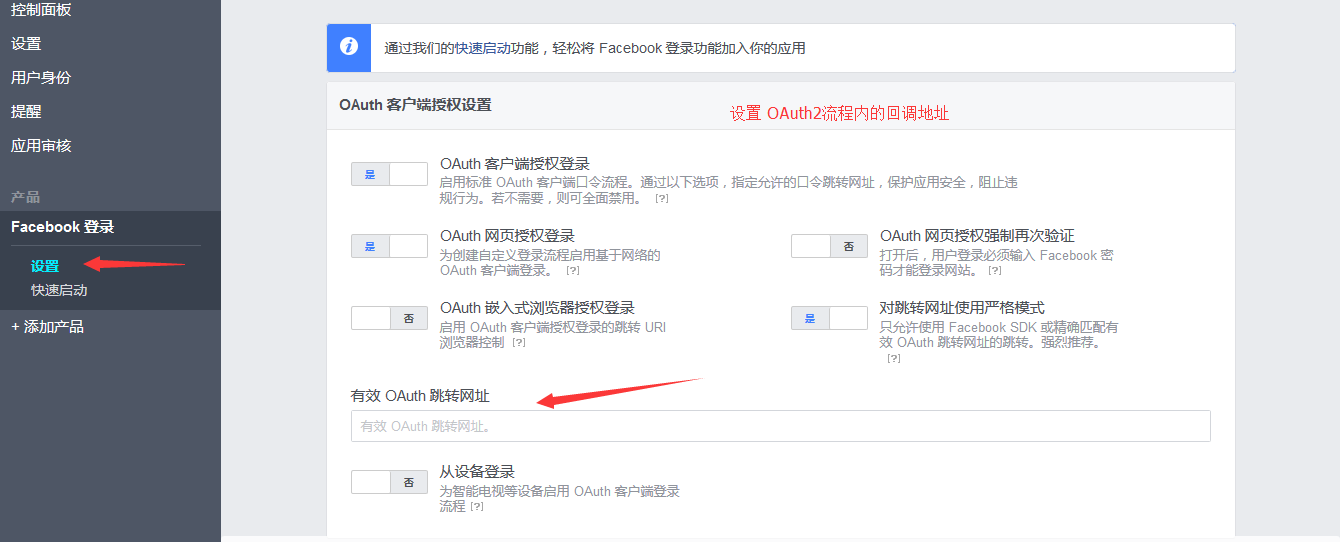 控制面板
设置
用户身份
提醒
应用审核
产品
Facebook 登录
设置
快速启动
+ 添加产品
通过我们的快速启动功能，轻松将 Facebook 登录功能加入你的应用
OAuth 客户端授权设置
设置 OAuth2流程内的回调地址
是
OAuth 客户端授权登录
启用标准 OAuth 客户端口令流程。通过以下选项，指定允许的口令跳转网址，保护应用安全，阻止违
规行为。若不需要，则可全面禁用。 [?]
是
OAuth 网页授权登录
为创建自定义登录流程启用基于网络的
OAuth 客户端登录。 [?]
否
OAuth 网页授权强制再次验证
打开后，用户登录必须输入 Facebook 密
码才能登录网站。 [?]
否
OAuth 嵌入式浏览器授权登录
启用 OAuth 客户端授权登录的跳转 URI
浏览器控制 [?]
是
对跳转网址使用严格模式
只允许使用 Facebook SDK 或精确匹配有
效 OAuth 跳转网址的跳转。强烈推荐。
[?]
有效 OAuth 跳转网址
有效 OAuth 跳转网址。
否
从设备登录
为智能电视等设备启用 OAuth 客户端登录
流程 [?]